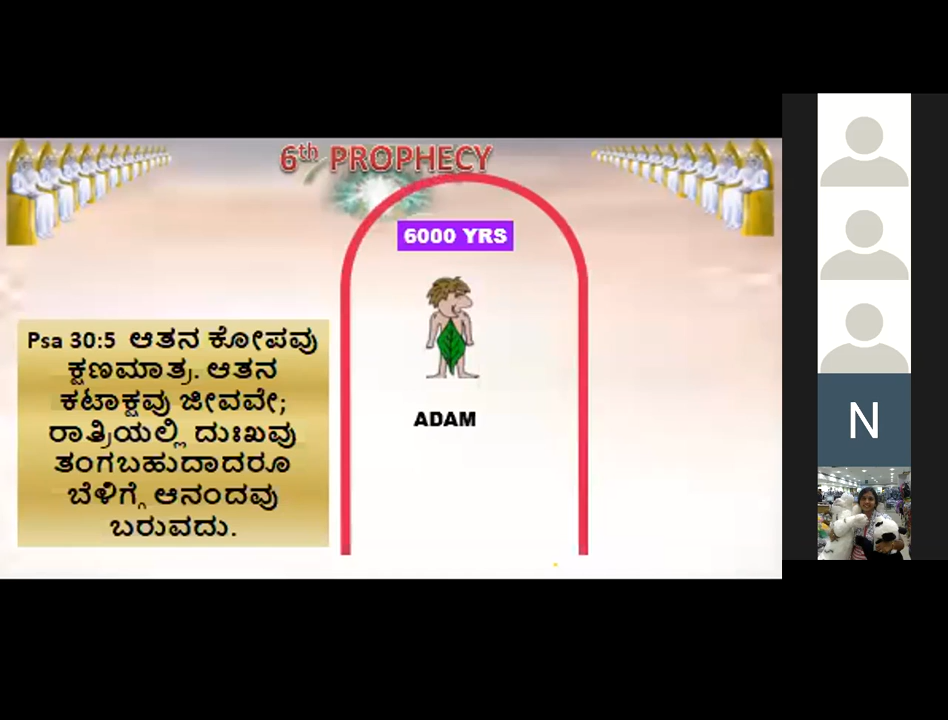 6th PROPHECY
6000 YRS
Psa 30:5 ಆತನ ಕೋಪವು
ಕ್ಷಣಮಾತ್ರ. ಆತನ
ಕಟಾಕ್ಷವು ಜೀವವೇ;
ರಾತ್ರಿಯಲ್ಲಿ ದುಃಖವು
ತಂಗಬಹುದಾದರೂ
ಬೆಳಿಗ್ಗೆ ಆನಂದವು
ಬರುವದು.
ADAM
N